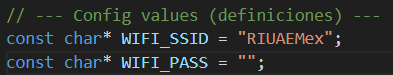 // --- Config values (definiciones) ---
const char* WIFI_SSID = "RIUAEMex";
const char* WIFI_PASS = "";